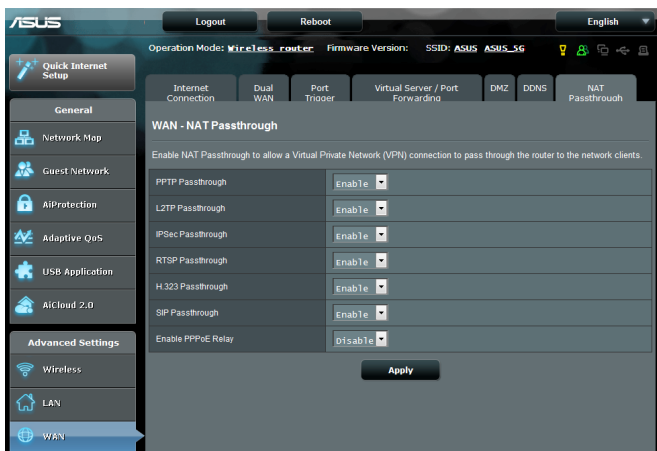 ASUS
Logout
Reboot
English
Operation Mode: Wireless router Firmware Version: SSID: ASUS ASUS_5G
Quick Internet
Setup
General
Network Map
Guest Network
AiProtection
Adaptive QoS
USB Application
AiCloud 2.0
Advanced Settings
Wireless
LAN
WAN
Internet
Connection
Dual
WAN
Port
Trigger
Virtual Server / Port
Forwarding
DMZ
DDNS
NAT
Passthrough
WAN - NAT Passthrough
Enable NAT Passthrough to allow a Virtual Private Network (VPN) connection to pass through the router to the network clients.
PPTP Passthrough Enable
L2TP Passthrough Enable
IPSec Passthrough Enable
RTSP Passthrough Enable
H.323 Passthrough Enable
SIP Passthrough Enable
Enable PPPoE Relay Disable
Apply